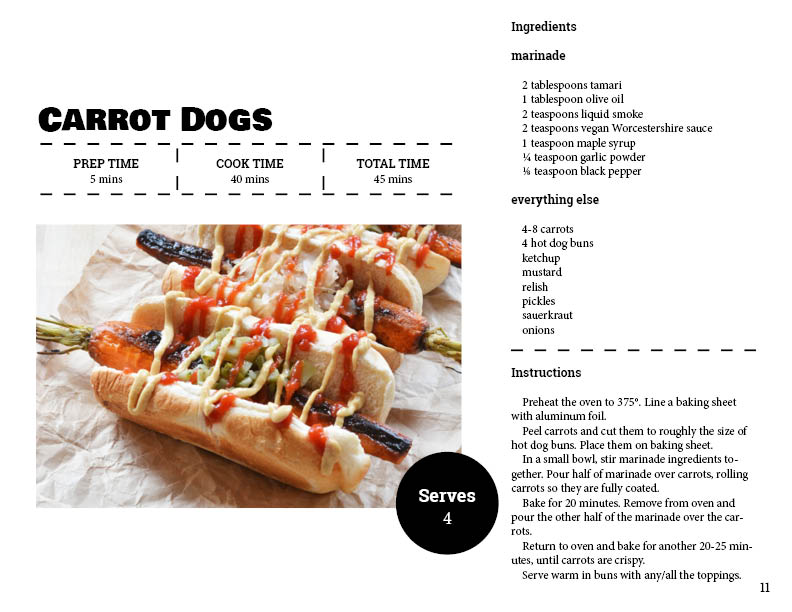 Carrot Dogs
PREP TIME
5 mins
COOK TIME
40 mins
TOTAL TIME
45 mins
Serves
4
Ingredients
marinade
2 tablespoons tamari
1 tablespoon olive oil
2 teaspoons liquid smoke
2 teaspoons vegan Worcestershire sauce
1 teaspoon maple syrup
¼ teaspoon garlic powder
⅛ teaspoon black pepper
everything else
4-8 carrots
4 hot dog buns
ketchup
mustard
relish
pickles
sauerkraut
onions
Instructions
Preheat the oven to 375°. Line a baking sheet
with aluminum foil.
Peel carrots and cut them to roughly the size of
hot dog buns. Place them on baking sheet.
In a small bowl, stir marinade ingredients to-
gether. Pour half of marinade over carrots, rolling
carrots so they are fully coated.
Bake for 20 minutes. Remove from oven and
pour the other half of the marinade over the car-
rots.
Return to oven and bake for another 20-25 min-
utes, until carrots are crispy.
Serve warm in buns with any/all the toppings.
11